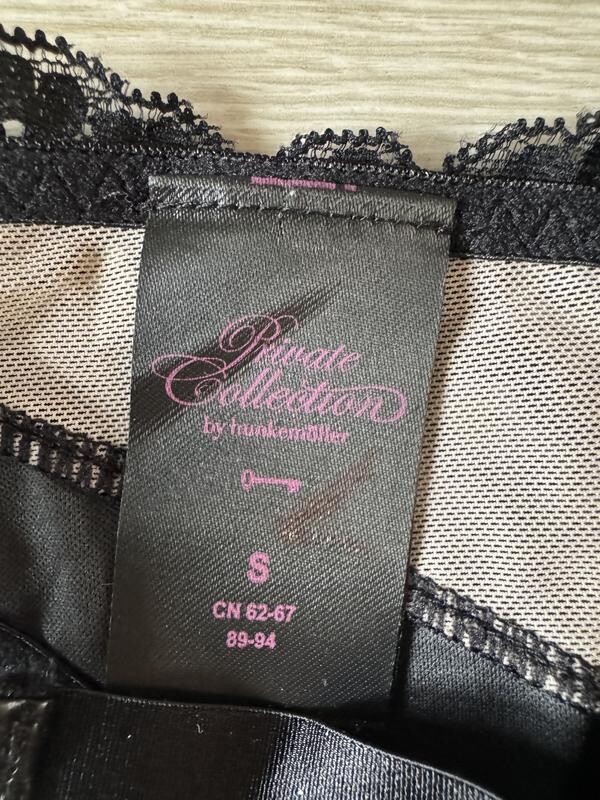 Private
Collection
by hunkemöller
S
CN 62-67
89-94